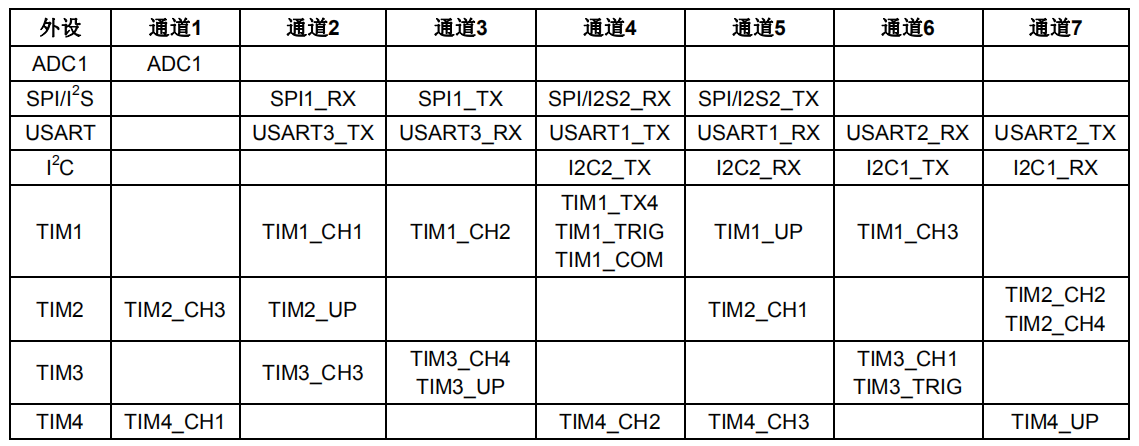 外设 通道1 通道2 通道3 通道4 通道5 通道6 通道7
ADC1 ADC1
SPI/I²S SPI1_RX SPI1_TX SPI/I2S2_RX SPI/I2S2_TX
USART USART3_TX USART3_RX USART1_TX USART1_RX USART2_RX USART2_TX
I²C I2C2_TX I2C2_RX I2C1_TX I2C1_RX
TIM1 TIM1_CH1 TIM1_CH2 TIM1_TX4 TIM1_UP TIM1_CH3
TIM1_TRIG
TIM1_COM
TIM2 TIM2_CH3 TIM2_UP TIM2_CH1 TIM2_CH2
TIM2_CH4
TIM3 TIM3_CH3 TIM3_CH4 TIM3_CH1
TIM3_UP TIM3_TRIG
TIM4 TIM4_CH1 TIM4_CH2 TIM4_CH3 TIM4_UP